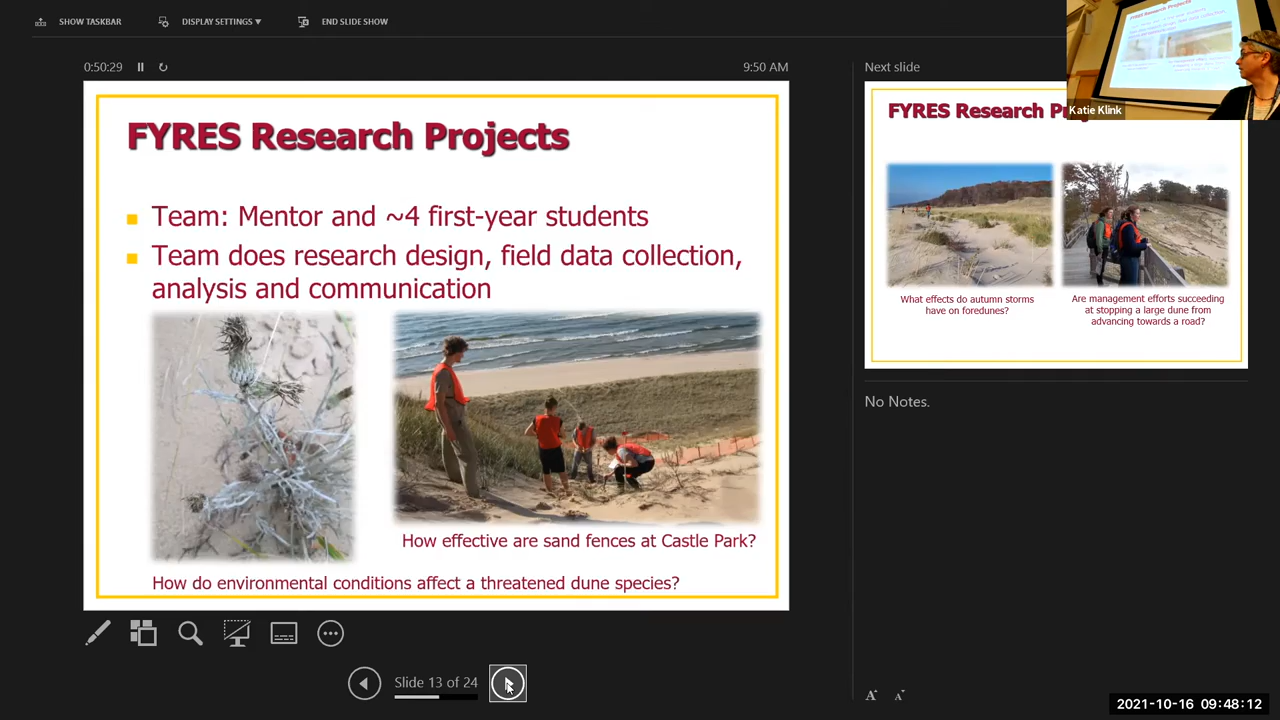 SHOW TASKBAR
DISPLAY SETTINGS ▼
END SLIDE SHOW
0:50:29
9:50 AM
FYRES Research Projects
Team: Mentor and ~4 first-year students
Team does research design, field data collection,
analysis and communication
How effective are sand fences at Castle Park?
How do environmental conditions affect a threatened dune species?
Slide 13 of 24
Next slide
FYRES Research
What effects do autumn storms
have on foredunes?
Are management efforts succeeding
at stopping a large dune from
advancing towards a road?
No Notes.
A A
FYRES Research Projects
Katie Klink
2021-10-16 09:48:12